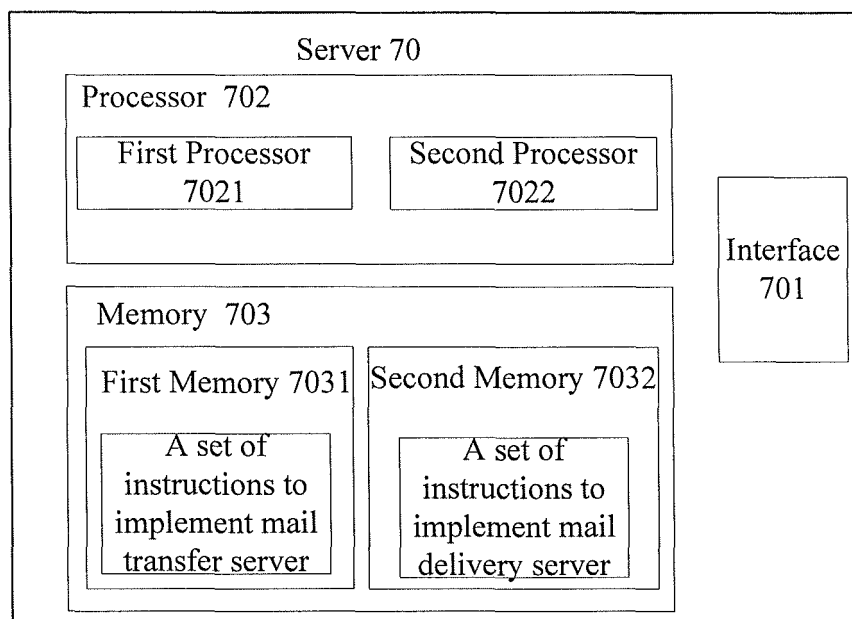 Server 70
Processor 702
First Processor
7021
Second Processor
7022
Interface
701
Memory 703
First Memory 7031
A set of
instructions to
implement mail
transfer server
Second Memory 7032
A set of
instructions to
implement mail
delivery server